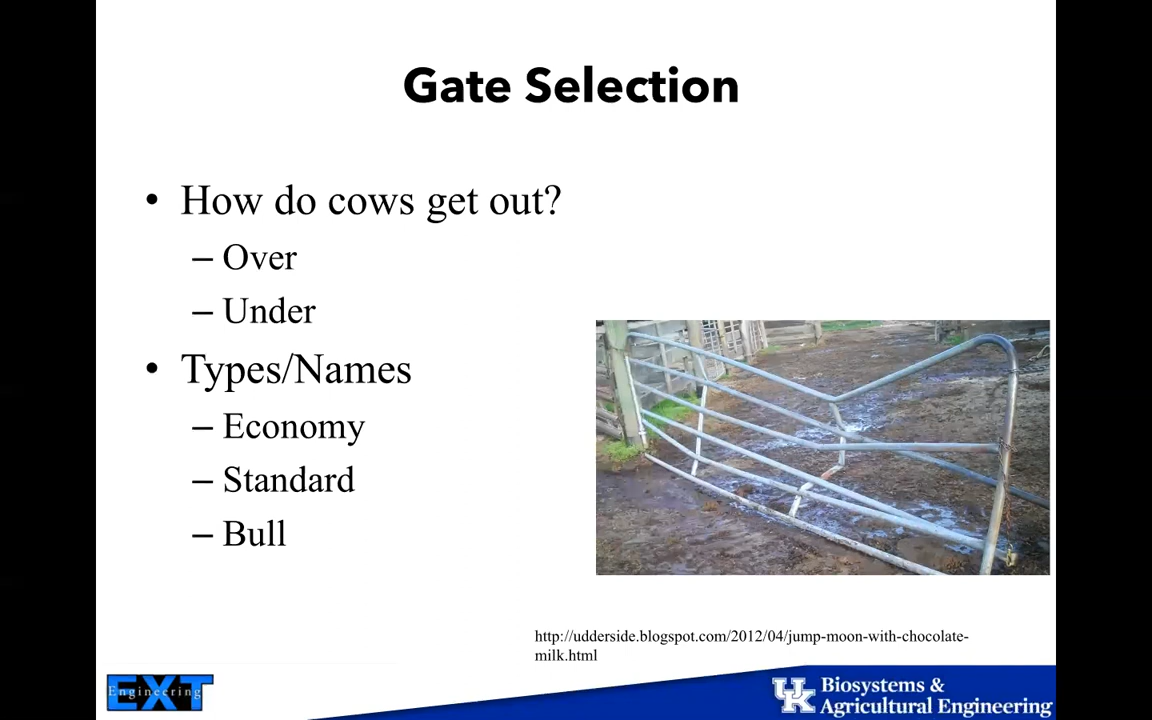 Gate Selection
• How do cows get out?
– Over
– Under
• Types/Names
– Economy
– Standard
– Bull
http://udderside.blogspot.com/2012/04/jump-moon-with-chocolate-
milk.html
EXT
Engineering
UK
Biosystems &
Agricultural Engineering